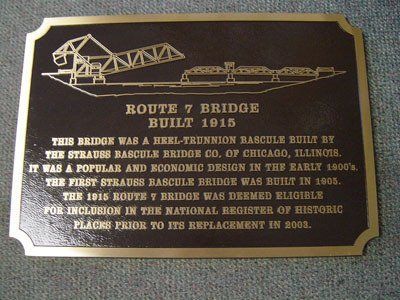 ROUTE 7 BRIDGE
BUILT 1915
THIS BRIDGE WAS A HEEL-TRUNNION BASCULE BUILT BY
THE STRAUSS BASCULE BRIDGE CO. OF CHICAGO, ILLINOIS.
IT WAS A POPULAR AND ECONOMIC DESIGN IN THE EARLY 1900'S.
THE FIRST STRAUSS BASCULE BRIDGE WAS BUILT IN 1905.
THE 1915 ROUTE 7 BRIDGE WAS DEEMED ELIGIBLE
FOR INCLUSION IN THE NATIONAL REGISTER OF HISTORIC
PLACES PRIOR TO ITS REPLACEMENT IN 2003.